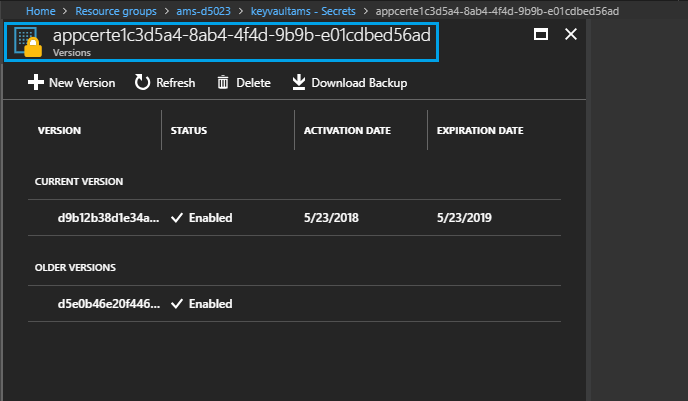 Home > Resource groups > ams-d5023 > keyvaultams - Secrets > appcerte1c3d5a4-8ab4-4f4d-9b9b-e01cdbed56ad
appcerte1c3d5a4-8ab4-4f4d-9b9b-e01cdbed56ad
Versions
New Version Refresh Delete Download Backup
VERSION STATUS ACTIVATION DATE EXPIRATION DATE
CURRENT VERSION
d9b12b38d1e34a... Enabled 5/23/2018 5/23/2019
OLDER VERSIONS
d5e0b46e20f446... Enabled